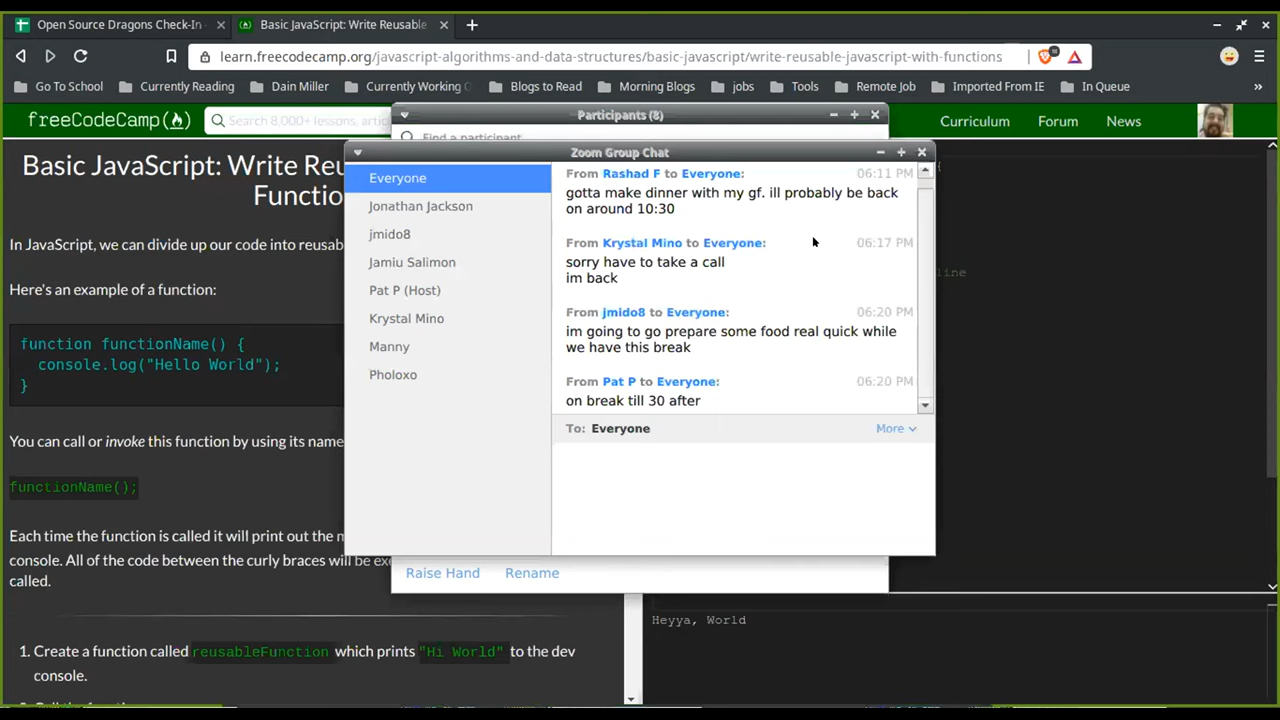 Open Source Dragons Check-In
Basic JavaScript: Write Reusable
learn.freecodecamp.org/javascript-algorithms-and-data-structures/basic-javascript/write-reusable-javascript-with-functions
Go To School
Currently Reading
Dain Miller
Currently Working
Blogs to Read
Morning Blogs
jobs
Tools
Remote Job
Imported From IE
In Queue
»
freeCodeCamp
Search 8,000+ lessons, articl
Curriculum
Forum
News
Participants (8)
Find a participant
Zoom Group Chat
Everyone
Jonathan Jackson
jmido8
Jamiu Salimon
Pat P (Host)
Krystal Mino
Manny
Pholoxo
From Rashad F to Everyone: 06:11 PM
gotta make dinner with my gf. ill probably be back
on around 10:30
From Krystal Mino to Everyone: 06:17 PM
sorry have to take a call
im back
From jmido8 to Everyone: 06:20 PM
im going to go prepare some food real quick while
we have this break
From Pat P to Everyone: 06:20 PM
on break till 30 after
To: Everyone
More
Raise Hand
Rename
Basic JavaScript: Write Reu
Functio
In JavaScript, we can divide up our code into reusab
Here's an example of a function:
function functionName() {
console.log("Hello World");
}
You can call or invoke this function by using its name
functionName();
Each time the function is called it will print out the m
console. All of the code between the curly braces will be exe
called.
1. Create a function called reusableFunction which prints "Hi World" to the dev
console.
{
line
Heyya, World